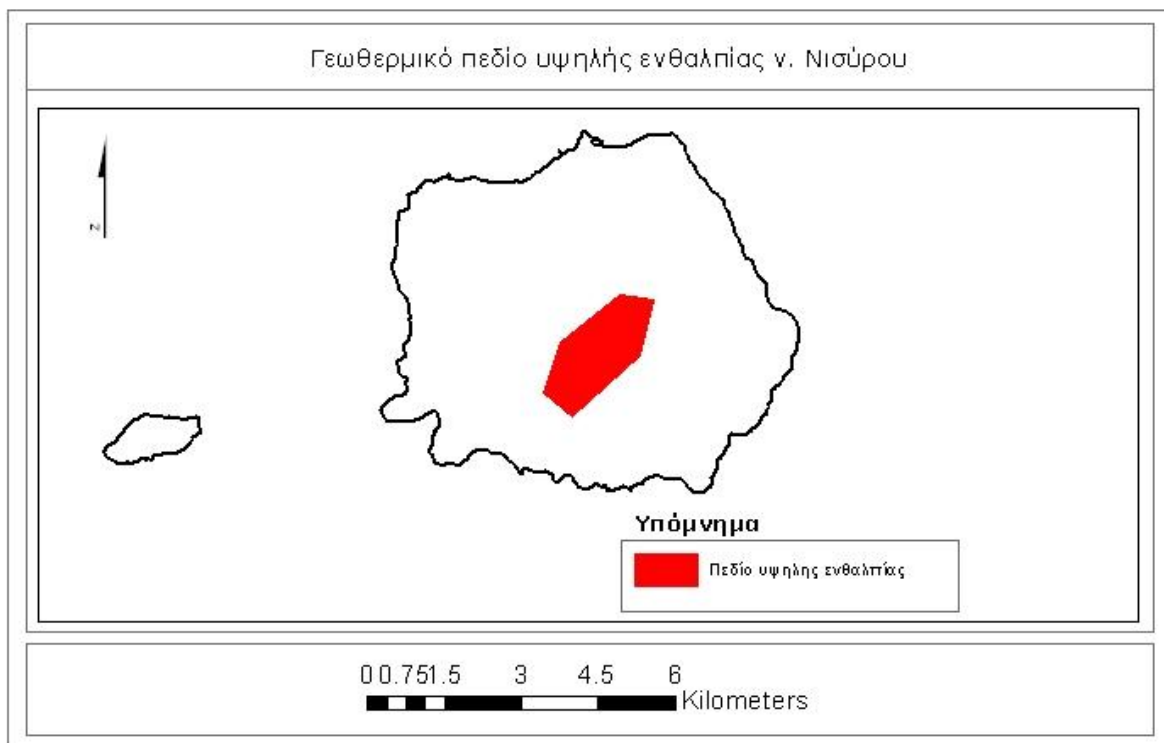 Γεωθερμικό πεδίο υψηλής ενθαλπίας ν. Νισύρου
z
Υπόμνημα
Πεδίο υψηλης ενθαλπίας
0 0.75 1.5 3 4.5 6
Kilometers